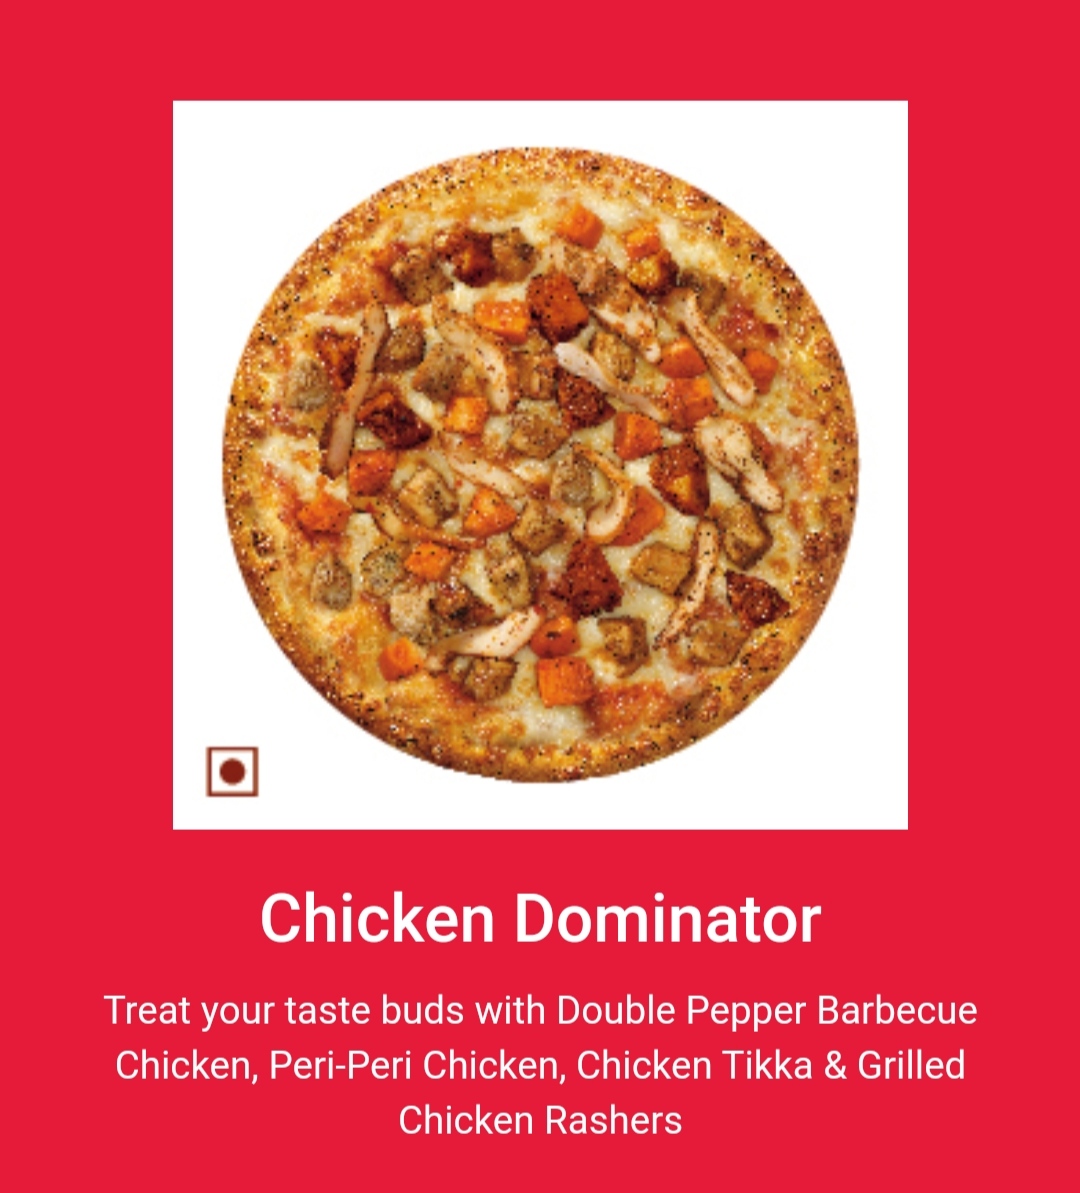 Chicken Dominator
Treat your taste buds with Double Pepper Barbecue
Chicken, Peri-Peri Chicken, Chicken Tikka & Grilled
Chicken Rashers